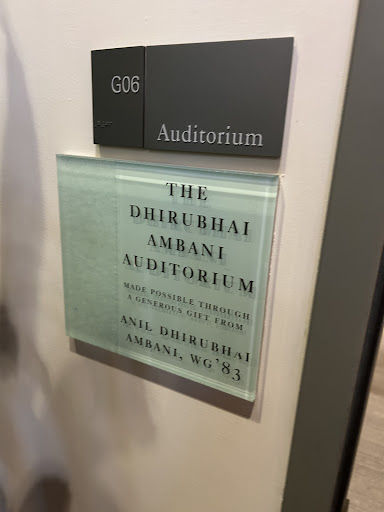 G06
Auditorium
THE
DHIRUBHAI
AMBANI
AUDITORIUM
MADE POSSIBLE THROUGH
A GENEROUS GIFT FROM
ANIL DHIRUBHAI
AMBANI, WG'83